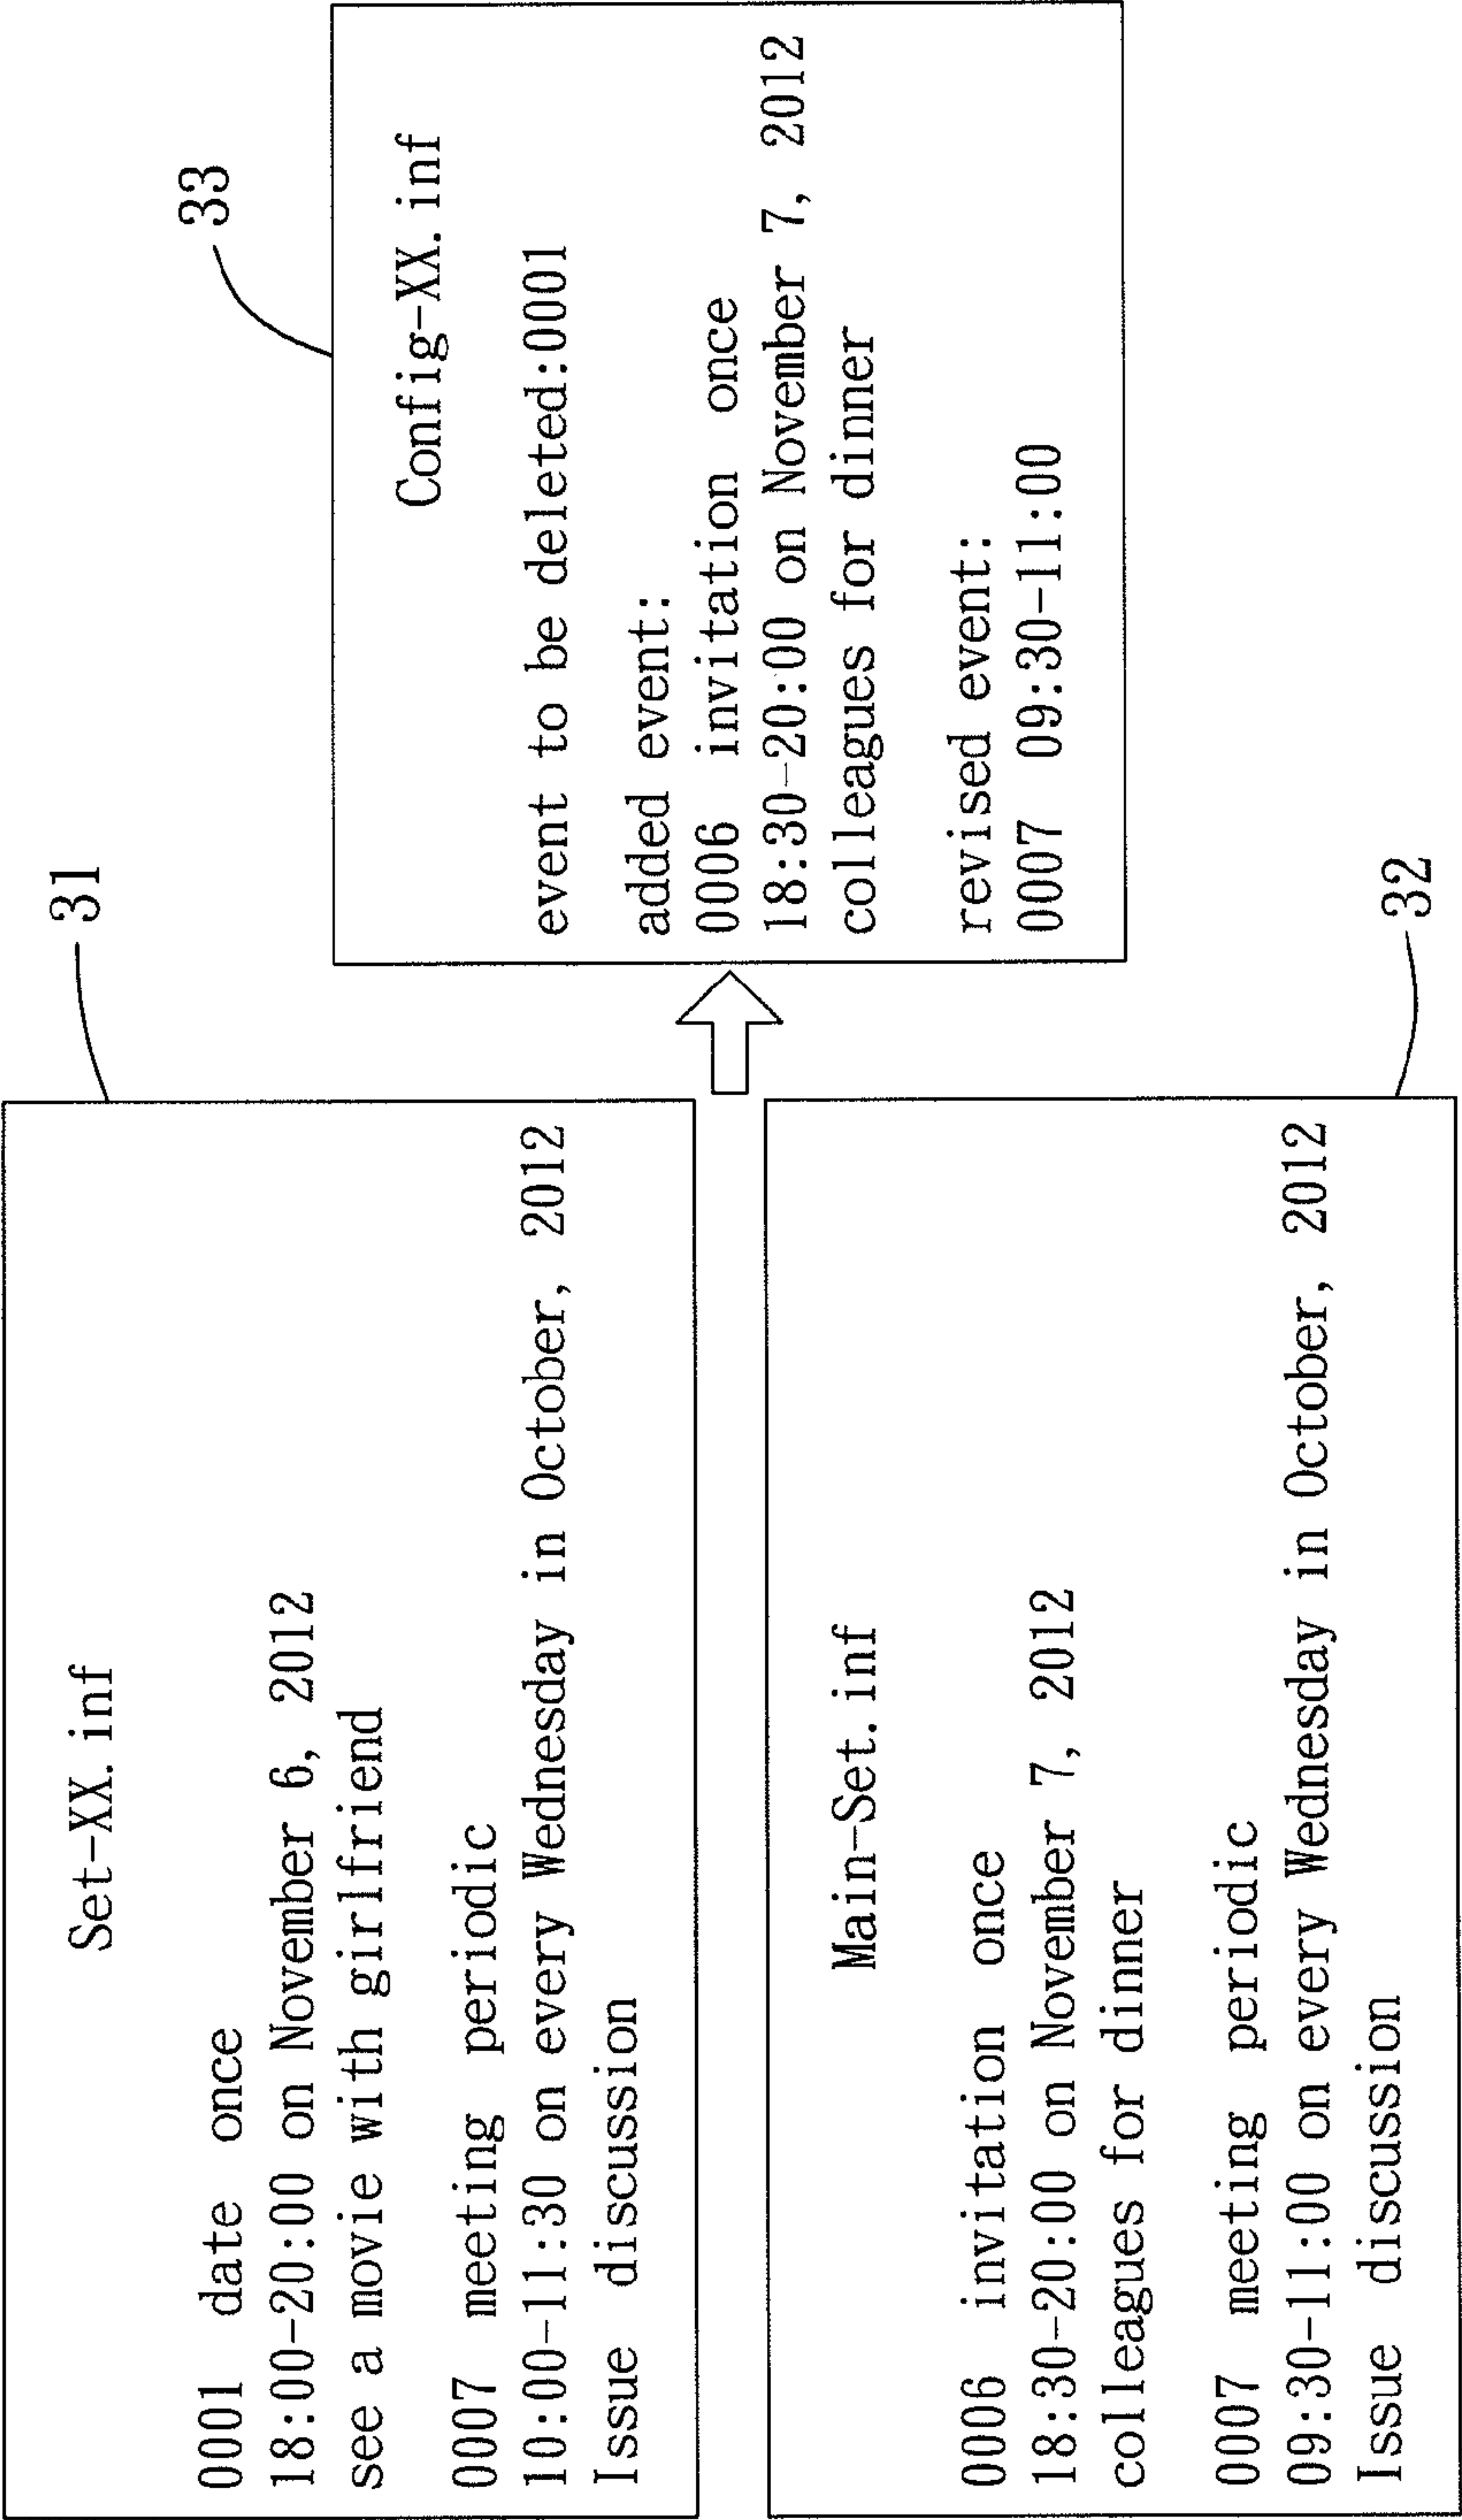 31
Set-XX.inf
0001 date once
18:00-20:00 on November 6, 2012
see a movie with girlfriend
0007 meeting periodic
10:00-11:30 on every Wednesday in October, 2012
Issue discussion
32
Main-Set.inf
0006 invitation once
18:30-20:00 on November 7, 2012
colleagues for dinner
0007 meeting periodic
09:30-11:00 on every Wednesday in October, 2012
Issue discussion
33
Config-XX.inf
event to be deleted:0001
added event:
0006 invitation once
18:30-20:00 on November 7, 2012
colleagues for dinner
revised event:
0007 09:30-11:00